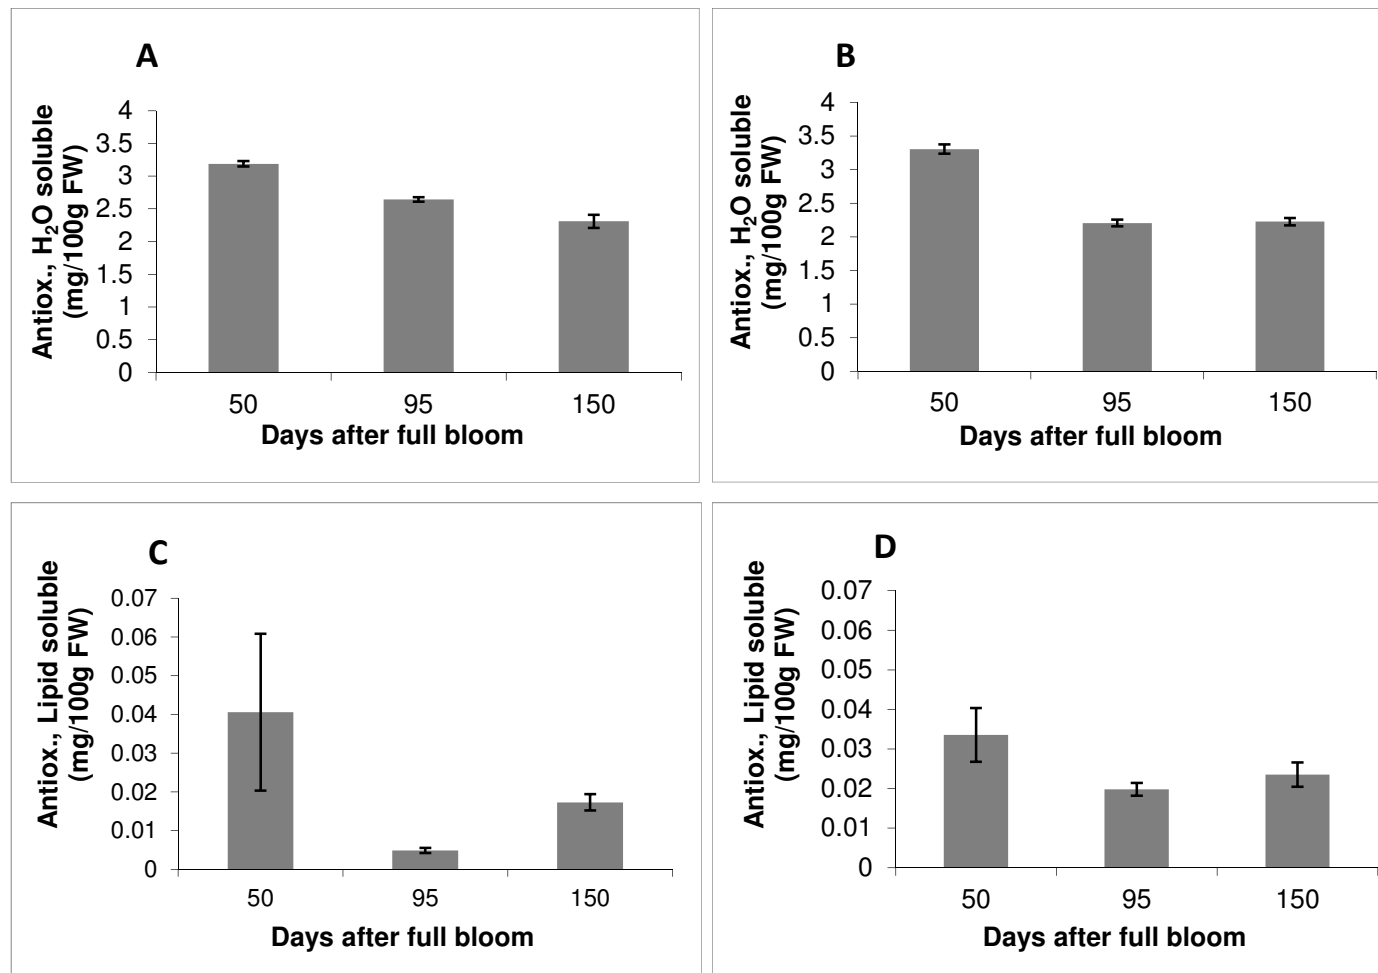 A
Antiox., H₂O soluble
(mg/100g FW)
4
3.5
3
2.5
2
1.5
1
0.5
0
50 95 150
Days after full bloom
B
Antiox., H₂O soluble
(mg/100g FW)
4
3.5
3
2.5
2
1.5
1
0.5
0
50 95 150
Days after full bloom
C
Antiox., Lipid soluble
(mg/100g FW)
0.07
0.06
0.05
0.04
0.03
0.02
0.01
0
50 95 150
Days after full bloom
D
Antiox., Lipid soluble
(mg/100g FW)
0.07
0.06
0.05
0.04
0.03
0.02
0.01
0
50 95 150
Days after full bloom